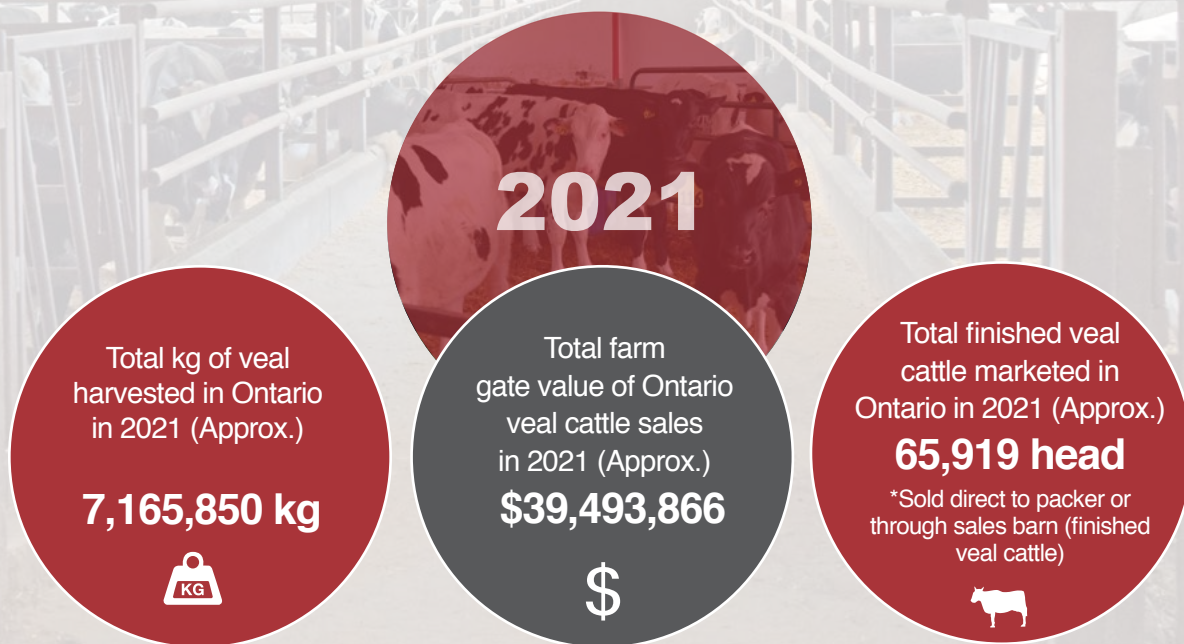 2021
Total kg of veal
harvested in Ontario
in 2021 (Approx.)
7,165,850 kg
KG
Total farm
gate value of Ontario
veal cattle sales
in 2021 (Approx.)
$39,493,866
$
Total finished veal
cattle marketed in
Ontario in 2021 (Approx.)
65,919 head
*Sold direct to packer or
through sales barn (finished
veal cattle)